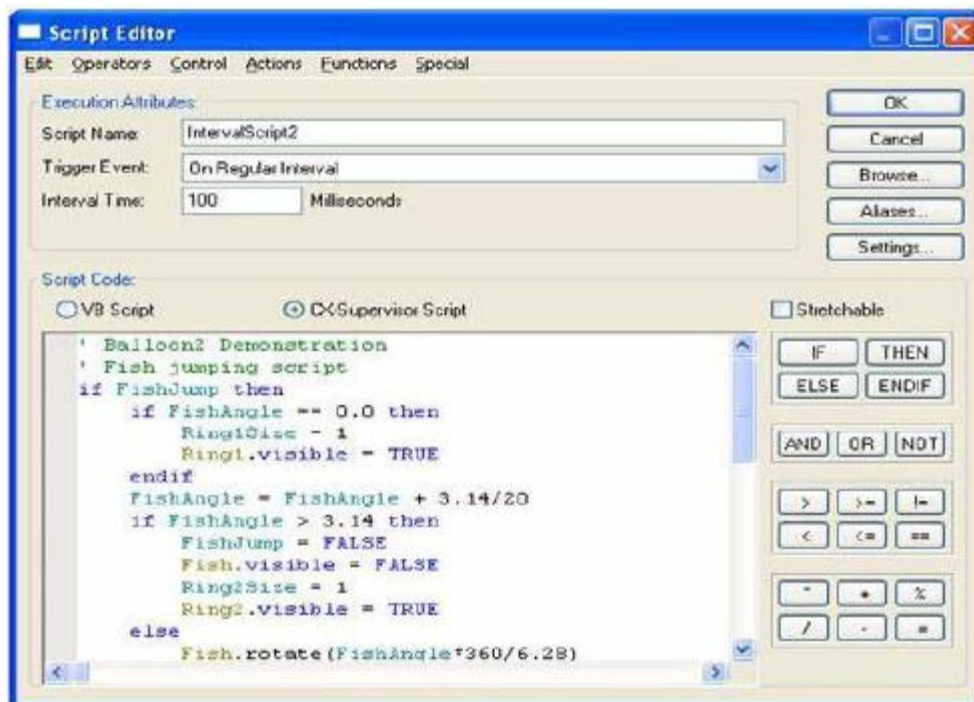 Script Editor
Edit Operators Control Actions Functions Special
Execution Attributes:
Script Name: IntervalScript2
Trigger Event: On Regular Interval
Interval Time: 100 Milliseconds
OK
Cancel
Browse...
Aliases...
Settings...
Script Code:
VB Script CX-Supervisor Script Stretchable
' Balloon2 Demonstration
' Fish jumping script
if FishJump then
if FishAngle == 0.0 then
Ring1Size = 1
Ring1.visible = TRUE
endif
FishAngle = FishAngle + 3.14/20
if FishAngle > 3.14 then
FishJump = FALSE
Fish.visible = FALSE
Ring2Size = 1
Ring2.visible = TRUE
else
Fish.rotate(FishAngle*360/6.28)
IF THEN
ELSE ENDIF
AND OR NOT
> >= !=
< <= ==
+ %
/ - =